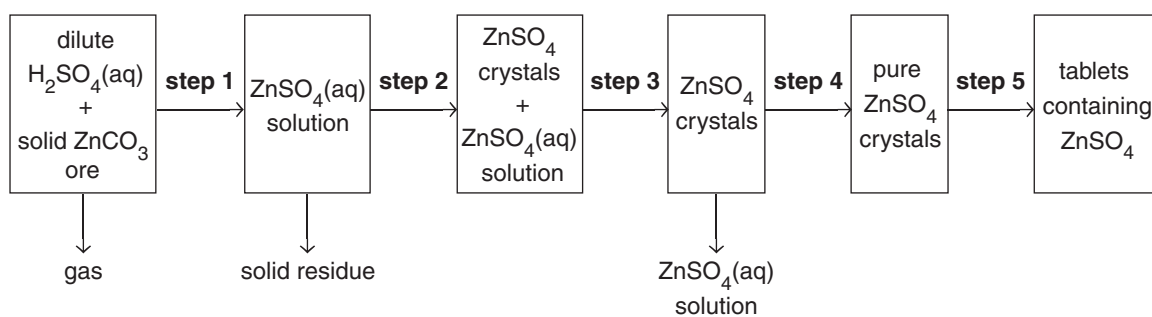 dilute
H₂SO₄(aq)
+
solid ZnCO₃
ore
step 1
ZnSO₄(aq)
solution
step 2
ZnSO₄
crystals
+
ZnSO₄(aq)
solution
step 3
ZnSO₄
crystals
step 4
pure
ZnSO₄
crystals
step 5
tablets
containing
ZnSO₄
gas
solid residue
ZnSO₄(aq)
solution